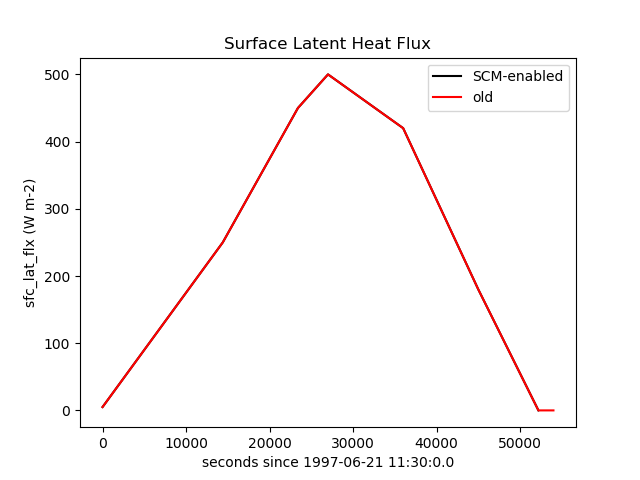 Surface Latent Heat Flux
SCM-enabled
old
sfc_lat_flx (W m-2)
500
400
300
200
100
0
0 10000 20000 30000 40000 50000
seconds since 1997-06-21 11:30:0.0